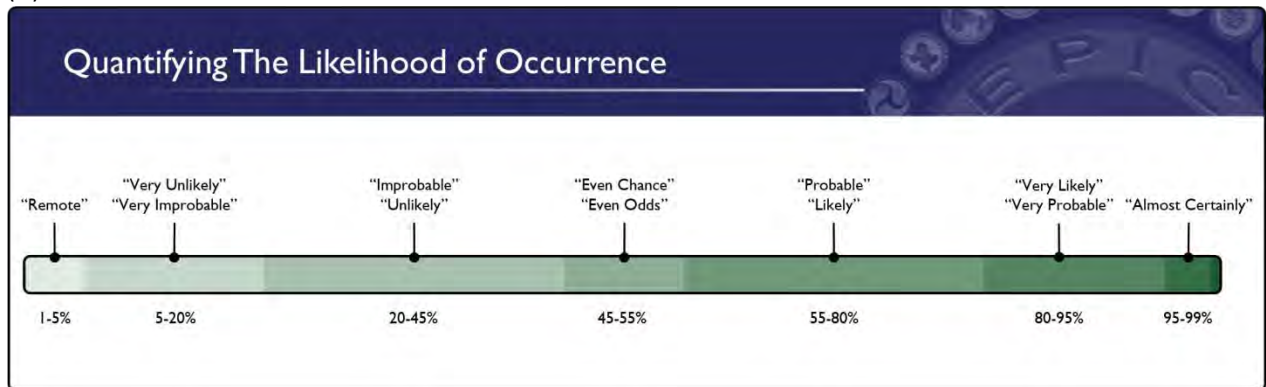 Quantifying The Likelihood of Occurrence
EPIC
“Remote”
“Very Unlikely”
“Very Improbable”
“Improbable”
“Unlikely”
“Even Chance”
“Even Odds”
“Probable”
“Likely”
“Very Likely”
“Very Probable”
“Almost Certainly”
1-5%
5-20%
20-45%
45-55%
55-80%
80-95%
95-99%